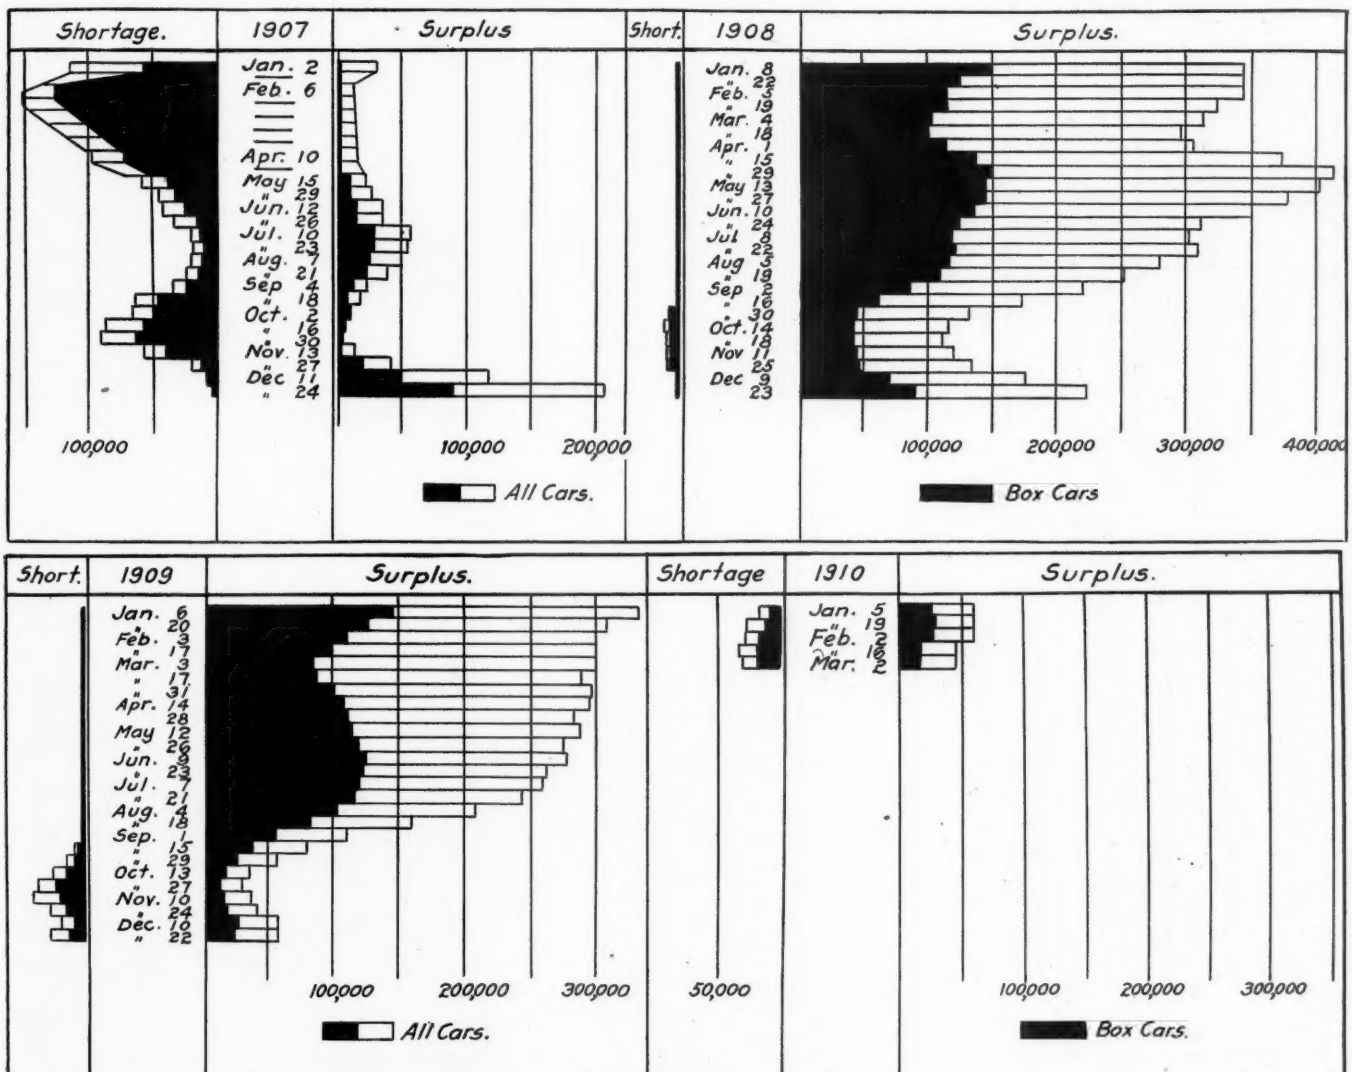 Shortage. 1907 Surplus Short. 1908 Surplus.
Jan. 2
Feb. 6
Apr. 10
May 15
" 29
Jun. 12
" 26
Jul. 10
" 23
Aug. 7
" 21
Sep 4
" 18
Oct. 2
" 16
" 30
Nov. 13
" 27
Dec 11
" 24
Jan. 8
" 22
Feb. 5
" 19
Mar. 4
" 18
Apr. 1
" 15
" 29
May 13
" 27
Jun. 10
" 24
Jul 8
" 22
Aug 5
" 19
Sep 2
" 16
" 30
Oct. 14
" 18
Nov 11
" 25
Dec 9
23
100,000 100,000 200,000 100,000 200,000 300,000 400,000
All Cars. Box Cars
Short. 1909 Surplus. Shortage 1910 Surplus.
Jan. 6
" 20
Feb. 3
" 17
Mar. 3
" 17
" 31
Apr. 14
28
May 12
" 26
Jun. 9
" 23
Jul. 7
" 21
Aug. 4
" 18
Sep. 1
" 15
" 29
Oct. 13
" 27
Nov. 10
" 24
Dec. 10
" 22
Jan. 5
" 19
Feb. 2
" 16
Mar. 2
100,000 200,000 300,000 50,000 100,000 200,000 300,000
All Cars. Box Cars.